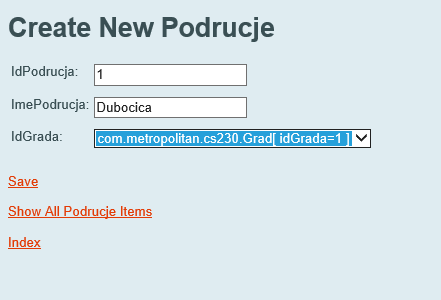 Create New Podrucje
IdPodrucja: 1
ImePodrucja: Dubocica
IdGrada: com.metropolitan.cs230.Grad[ idGrada=1 ]
Save
Show All Podrucje Items
Index